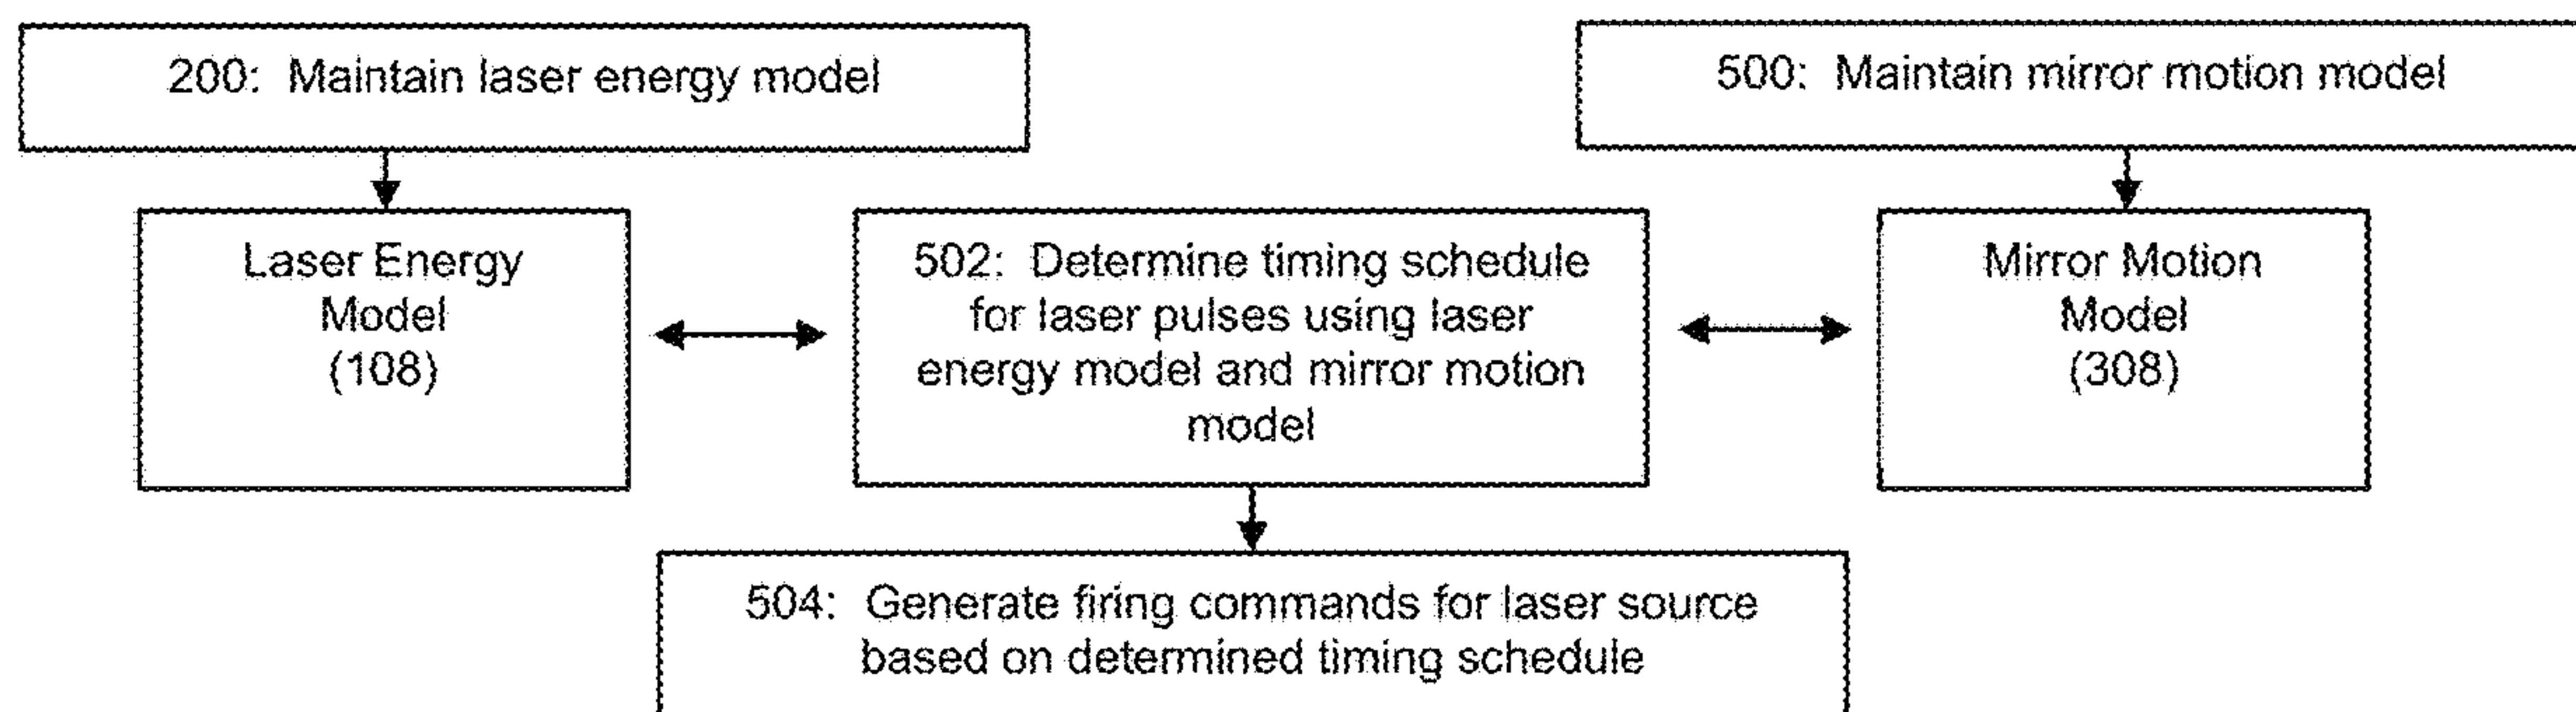 200: Maintain laser energy model
500: Maintain mirror motion model
Laser Energy
Model
(108)
502: Determine timing schedule
for laser pulses using laser
energy model and mirror motion
model
Mirror Motion
Model
(308)
504: Generate firing commands for laser source
based on determined timing schedule